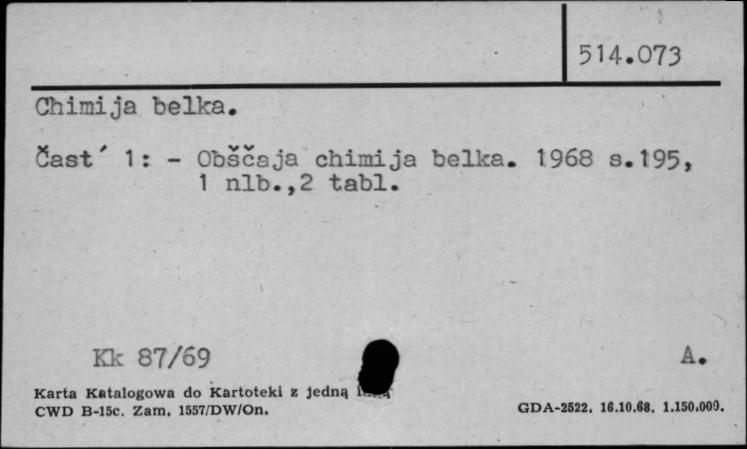 514.073
Chimija belka.
Čast´ 1: - Obščaja chimija belka. 1968 s.195,
1 nlb.,2 tabl.
Kk 87/69
A.
Karta Katalogowa do Kartoteki z jedną
CWD B-15c. Zam. 1557/DW/On.
GDA-2522. 16.10.68. 1.150.000.